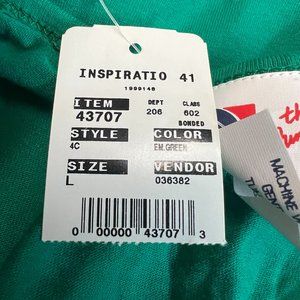 INSPIRATIO 41
1999146
ITEM DEPT CLASS
43707 206 602
BONDED
STYLE COLOR
4C EM.GREEN
SIZE VENDOR
L 036382
0 00000 43707 3
MACHINE